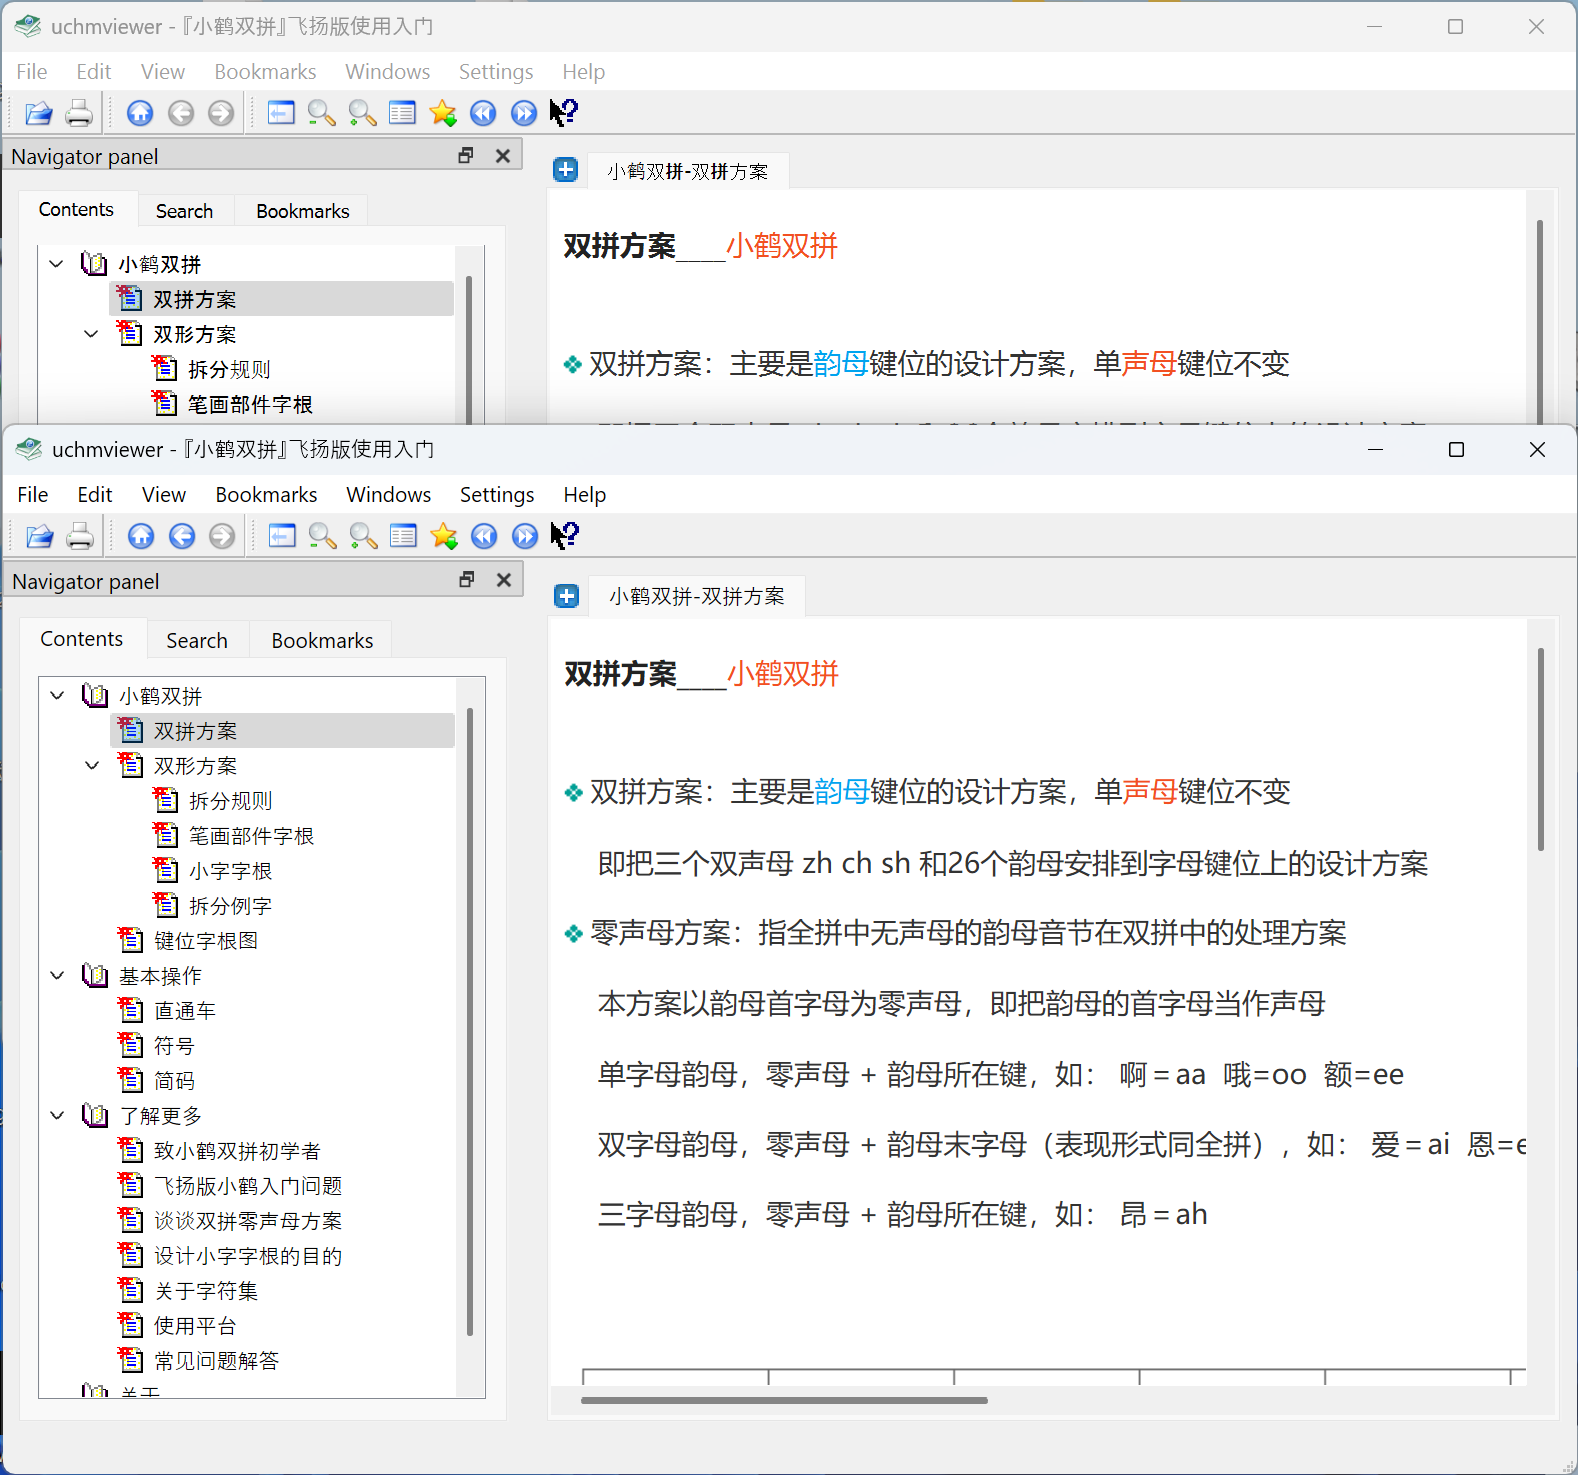 uchmviewer - 『小鹤双拼』飞扬版使用入门
File Edit View Bookmarks Windows Settings Help
Navigator panel
小鹤双拼-双拼方案
Contents Search Bookmarks
小鹤双拼
双拼方案
双形方案
拆分规则
笔画部件字根
双拼方案____小鹤双拼
双拼方案：主要是韵母键位的设计方案，单声母键位不变
uchmviewer - 『小鹤双拼』飞扬版使用入门
File Edit View Bookmarks Windows Settings Help
Navigator panel
小鹤双拼-双拼方案
Contents Search Bookmarks
小鹤双拼
双拼方案
双形方案
拆分规则
笔画部件字根
小字字根
拆分例字
键位字根图
基本操作
直通车
符号
简码
了解更多
致小鹤双拼初学者
飞扬版小鹤入门问题
谈谈双拼零声母方案
设计小字字根的目的
关于字符集
使用平台
常见问题解答
关于
双拼方案____小鹤双拼
双拼方案：主要是韵母键位的设计方案，单声母键位不变
即把三个双声母 zh ch sh 和26个韵母安排到字母键位上的设计方案
零声母方案：指全拼中无声母的韵母音节在双拼中的处理方案
本方案以韵母首字母为零声母，即把韵母的首字母当作声母
单字母韵母，零声母 + 韵母所在键，如： 啊＝aa 哦=oo 额=ee
双字母韵母，零声母 + 韵母末字母（表现形式同全拼），如： 爱＝ai 恩=e
三字母韵母，零声母 + 韵母所在键，如： 昂＝ah